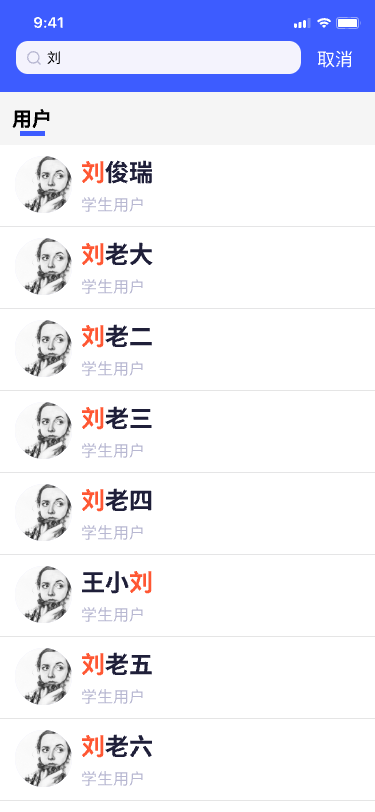 9:41
刘
取消
用户
刘俊瑞
学生用户
刘老大
学生用户
刘老二
学生用户
刘老三
学生用户
刘老四
学生用户
王小刘
学生用户
刘老五
学生用户
刘老六
学生用户